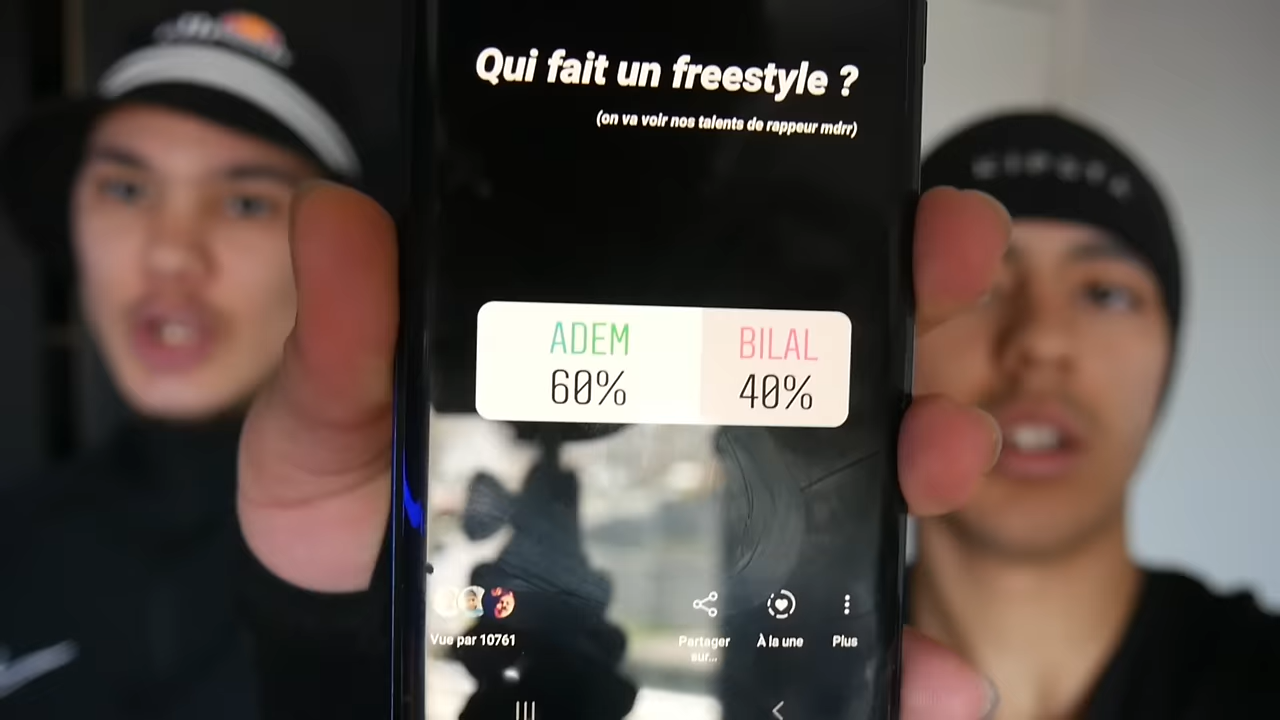 Qui fait un freestyle ?
(on va voir nos talents de rappeur mdrr)
ADEM
BILAL
60%
40%
Vue par 10761
Partager
sur...
À la une
Plus